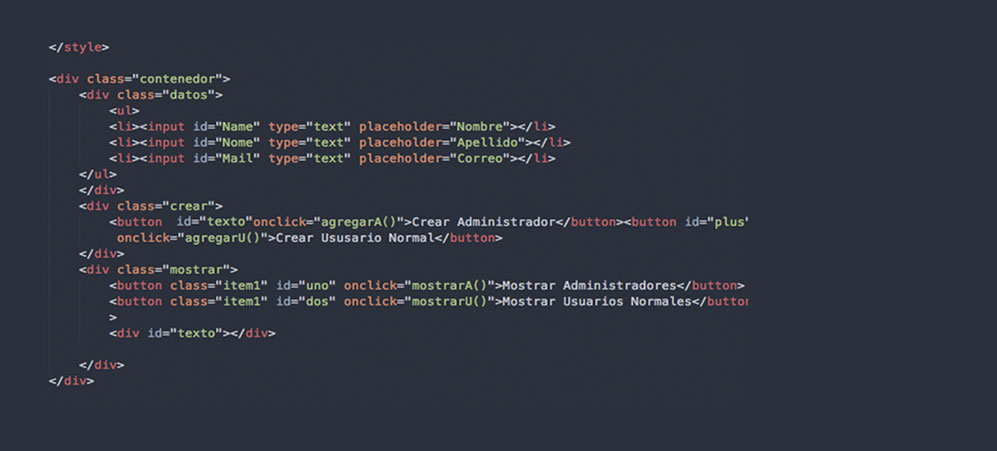 </style>
<div class="contenedor">
<div class="datos">
<ul>
<li><input id="Name" type="text" placeholder="Nombre"></li>
<li><input id="Nome" type="text" placeholder="Apellido"></li>
<li><input id="Mail" type="text" placeholder="Correo"></li>
</ul>
</div>
<div class="crear">
<button id="texto"onclick="agregarA()">Crear Administrador</button><button id="plus"
onclick="agregarU()">Crear Ususario Normal</button>
</div>
<div class="mostrar">
<button class="item1" id="uno" onclick="mostrarA()">Mostrar Administradores</button>
<button class="item1" id="dos" onclick="mostrarU()">Mostrar Usuarios Normales</button
>
<div id="texto"></div>
</div>
</div>